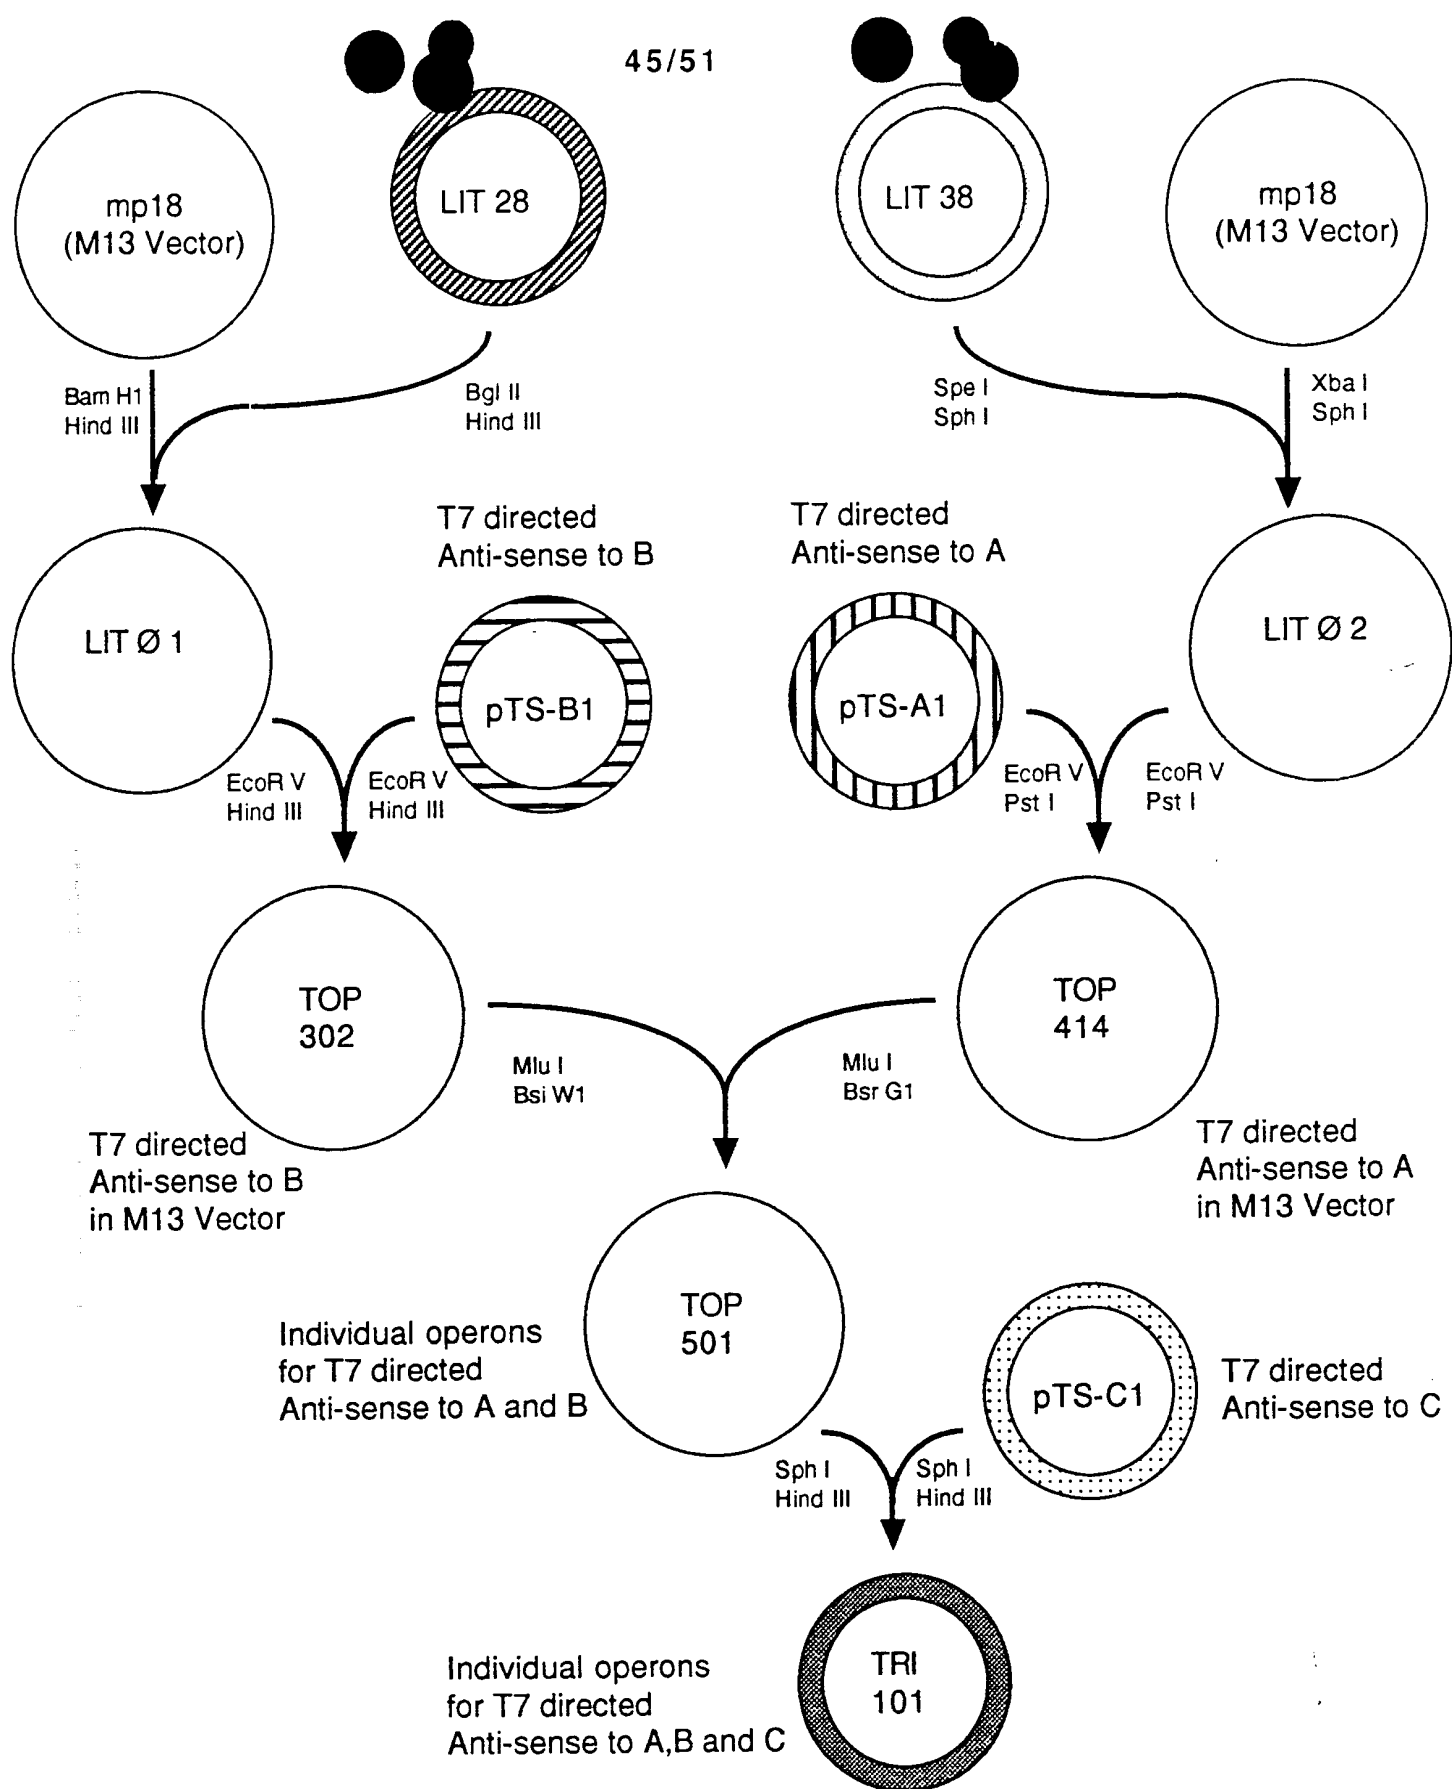 45/51
mp18
(M13 Vector)
LIT 28
LIT 38
mp18
(M13 Vector)
Bam H1
Hind III
Bgl II
Hind III
Spe I
Sph I
Xba I
Sph I
T7 directed
Anti-sense to B
T7 directed
Anti-sense to A
LIT Ø 1
pTS-B1
pTS-A1
LIT Ø 2
EcoR V
Hind III
EcoR V
Hind III
EcoR V
Pst I
EcoR V
Pst I
TOP
302
TOP
414
Mlu I
Bsi W1
Mlu I
Bsr G1
T7 directed
Anti-sense to B
in M13 Vector
T7 directed
Anti-sense to A
in M13 Vector
TOP
501
Individual operons
for T7 directed
Anti-sense to A and B
pTS-C1
T7 directed
Anti-sense to C
Sph I
Hind III
Sph I
Hind III
TRI
101
Individual operons
for T7 directed
Anti-sense to A,B and C